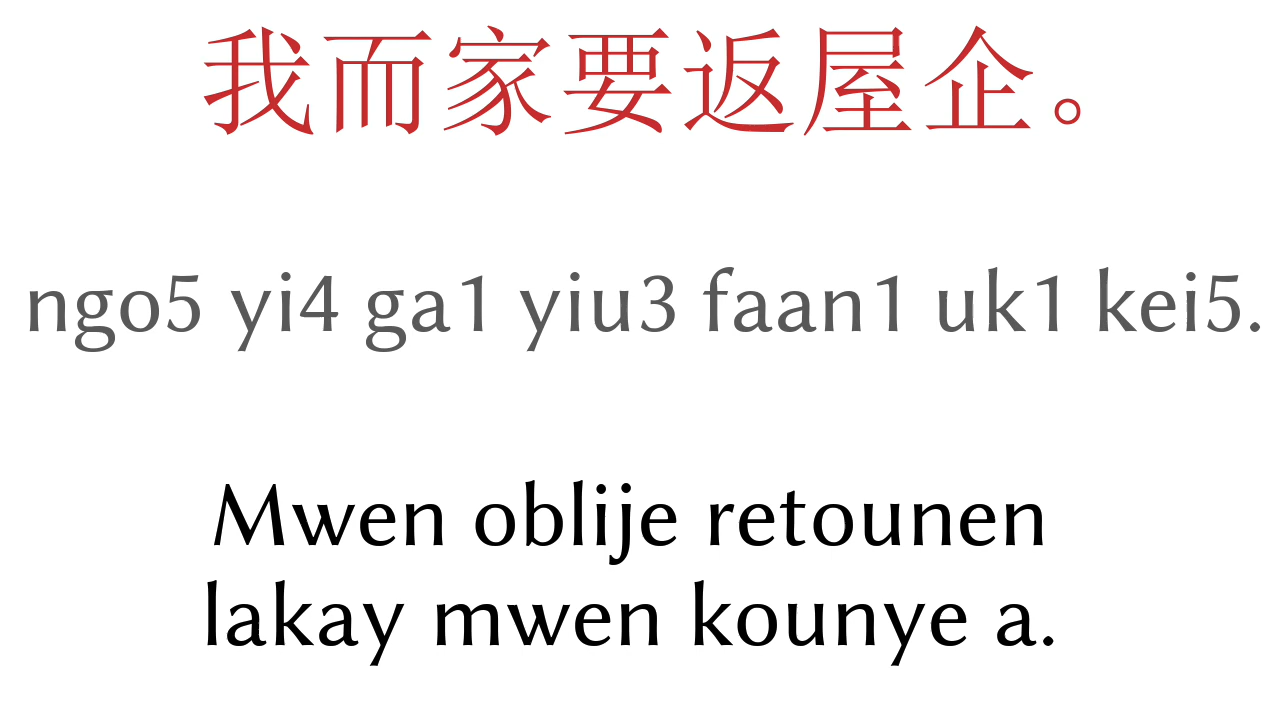 我而家要返屋企。
ngo5 yi4 ga1 yiu3 faan1 uk1 kei5.
Mwen oblije retounen
lakay mwen kounye a.